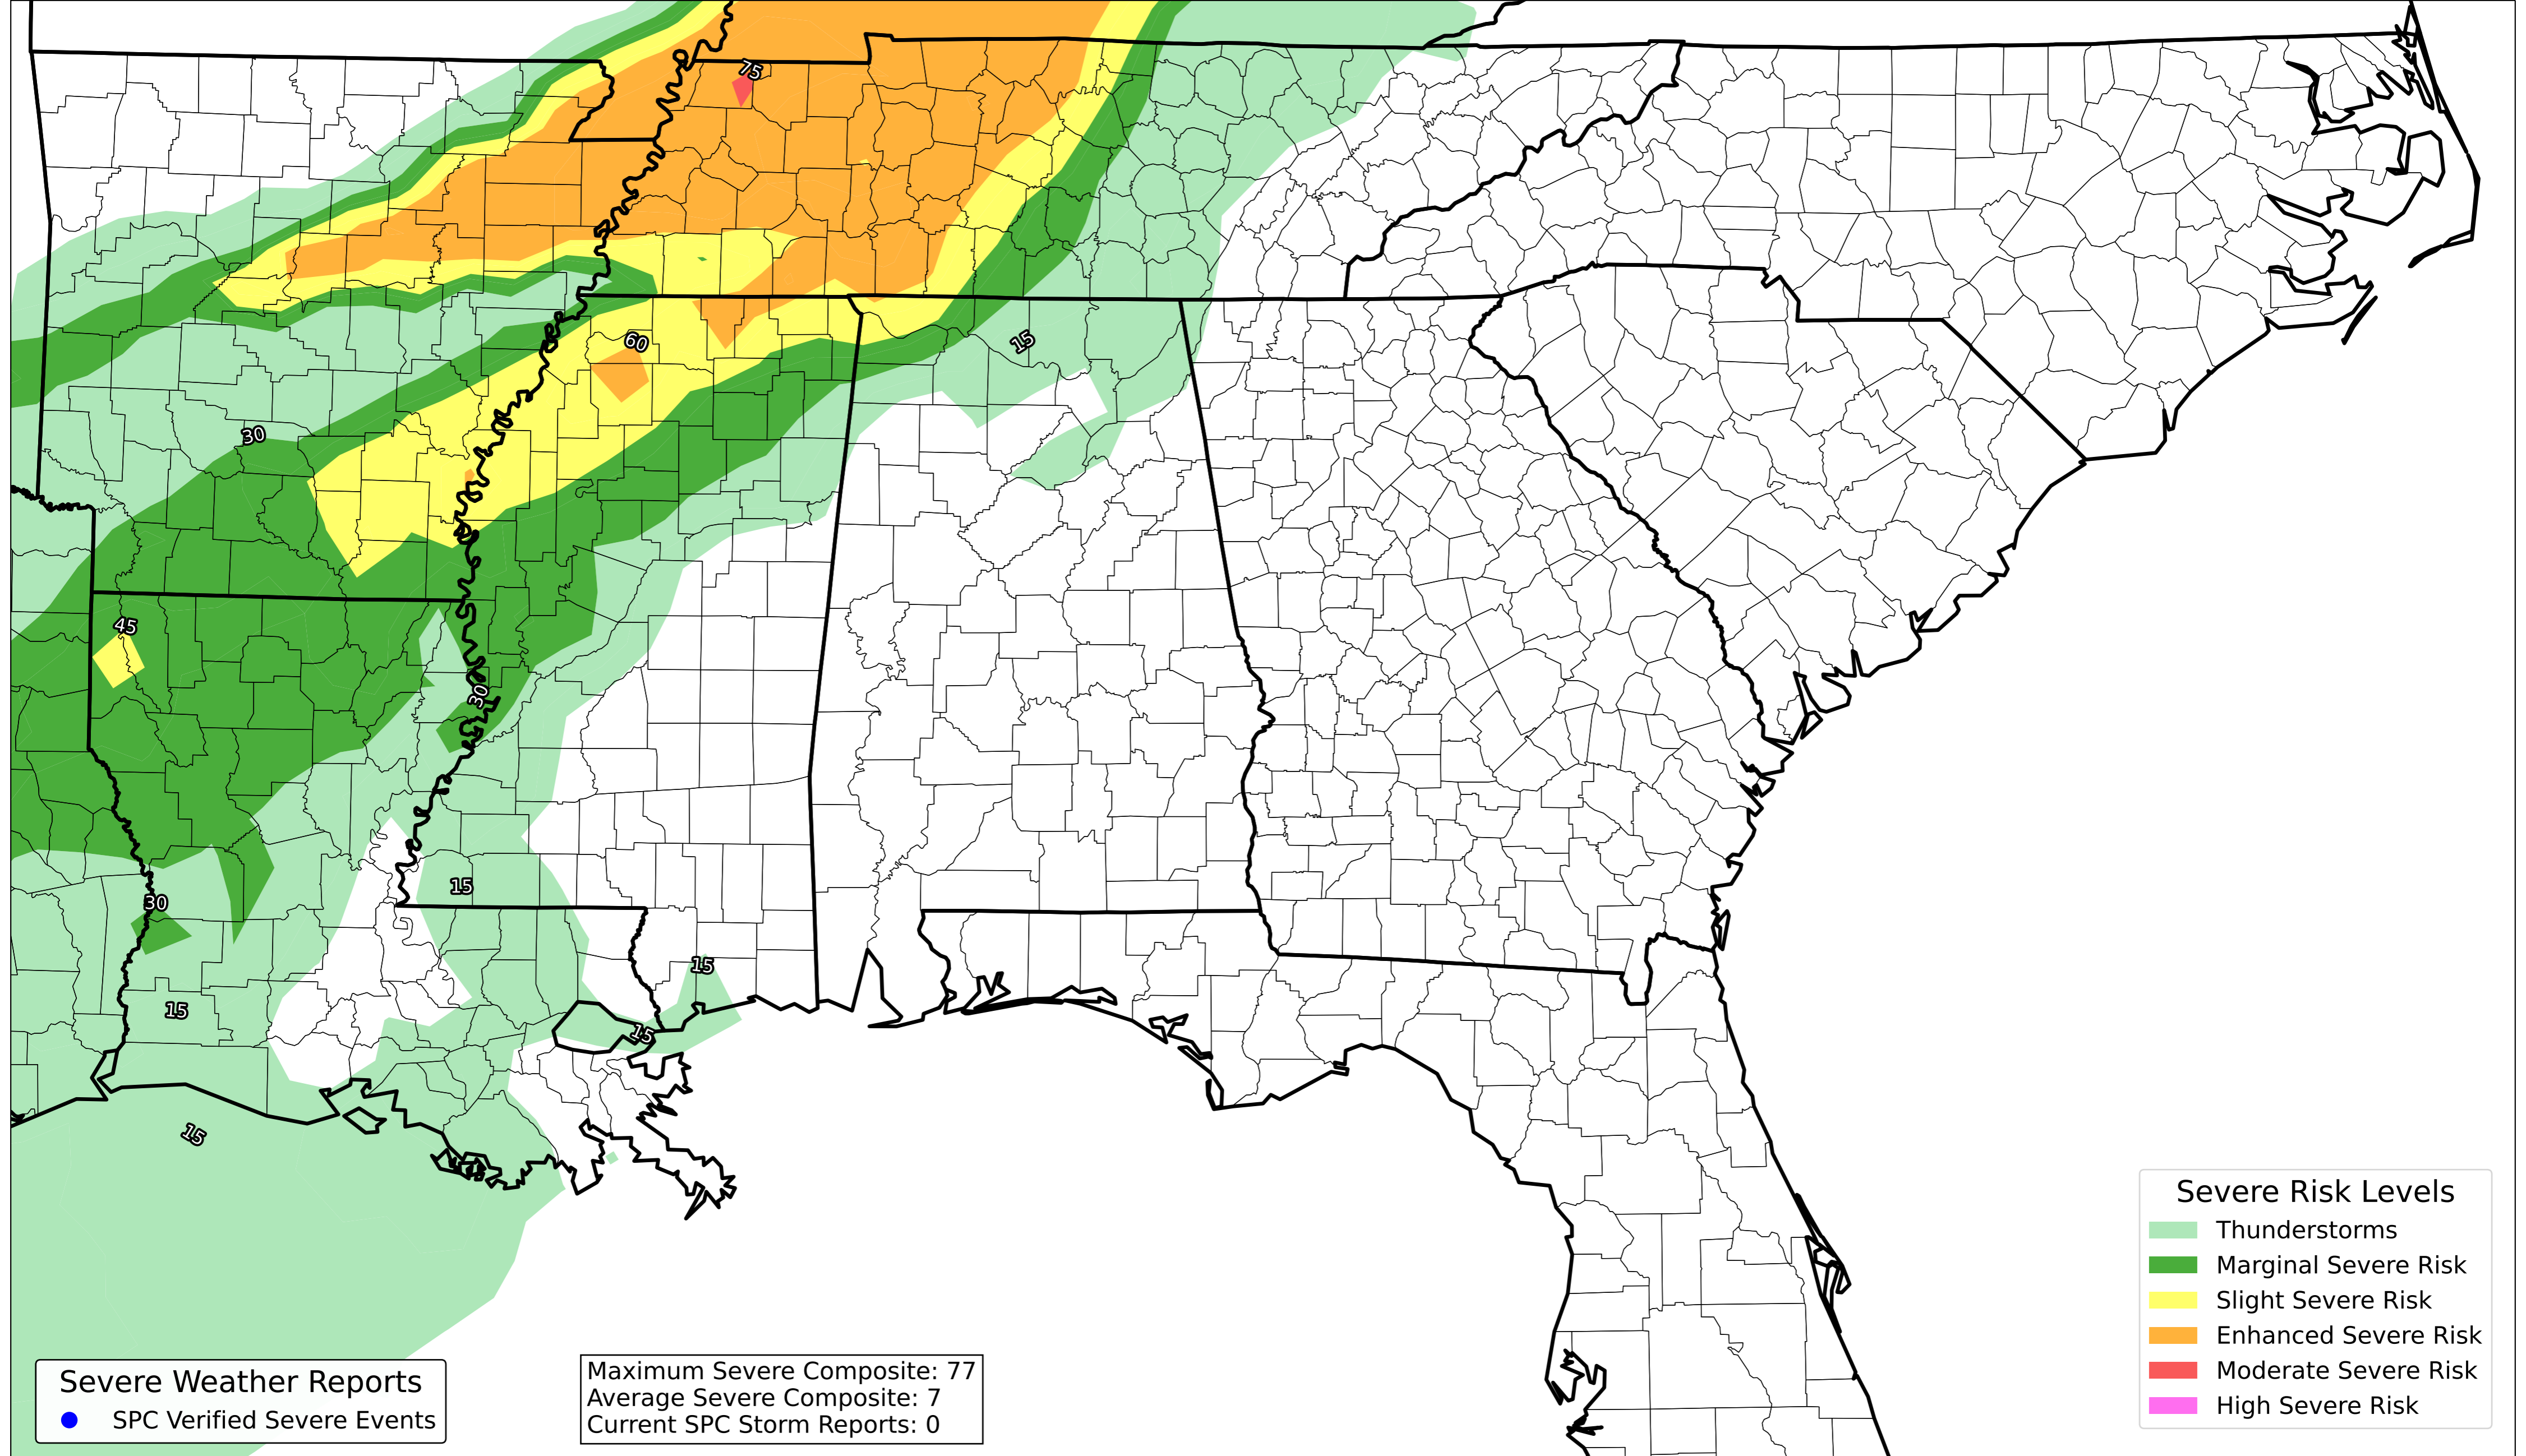 75
60
15
30
45
30
15
30
15
15
15
15
Severe Risk Levels
Thunderstorms
Marginal Severe Risk
Slight Severe Risk
Enhanced Severe Risk
Moderate Severe Risk
High Severe Risk
Severe Weather Reports
SPC Verified Severe Events
Maximum Severe Composite: 77
Average Severe Composite: 7
Current SPC Storm Reports: 0